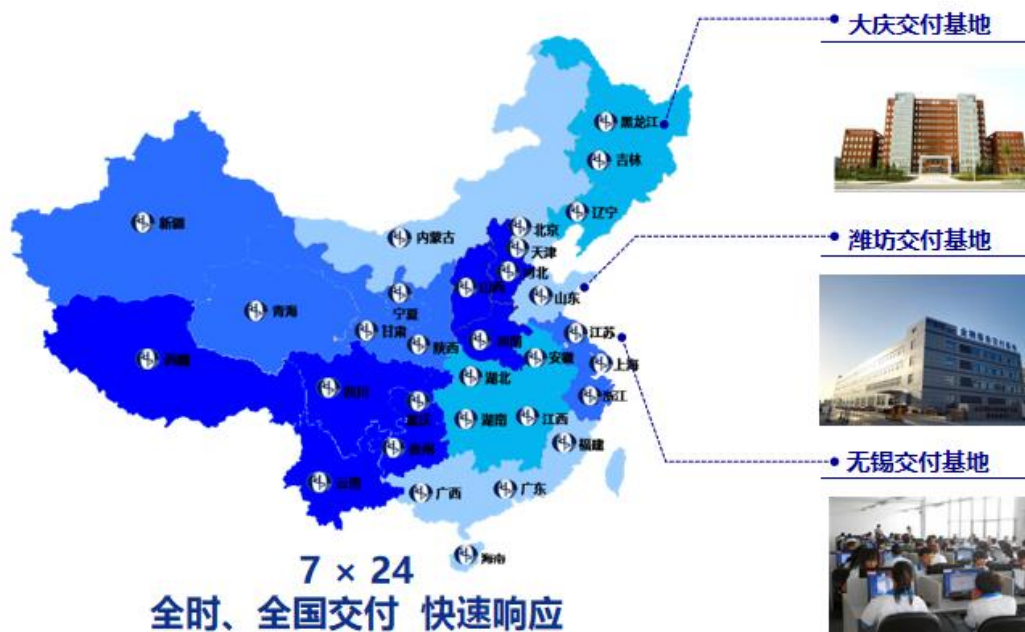 大庆交付基地
黑龙江
吉林
辽宁
新疆
内蒙古
北京
天津
潍坊交付基地
河北
山西
山东
宁夏
青海
甘肃
江苏
陕西
河南
安徽
上海
西藏
湖北
四川
浙江
重庆
湖南
江西
贵州
福建
无锡交付基地
云南
广西
广东
海南
7 × 24
全时、全国交付 快速响应